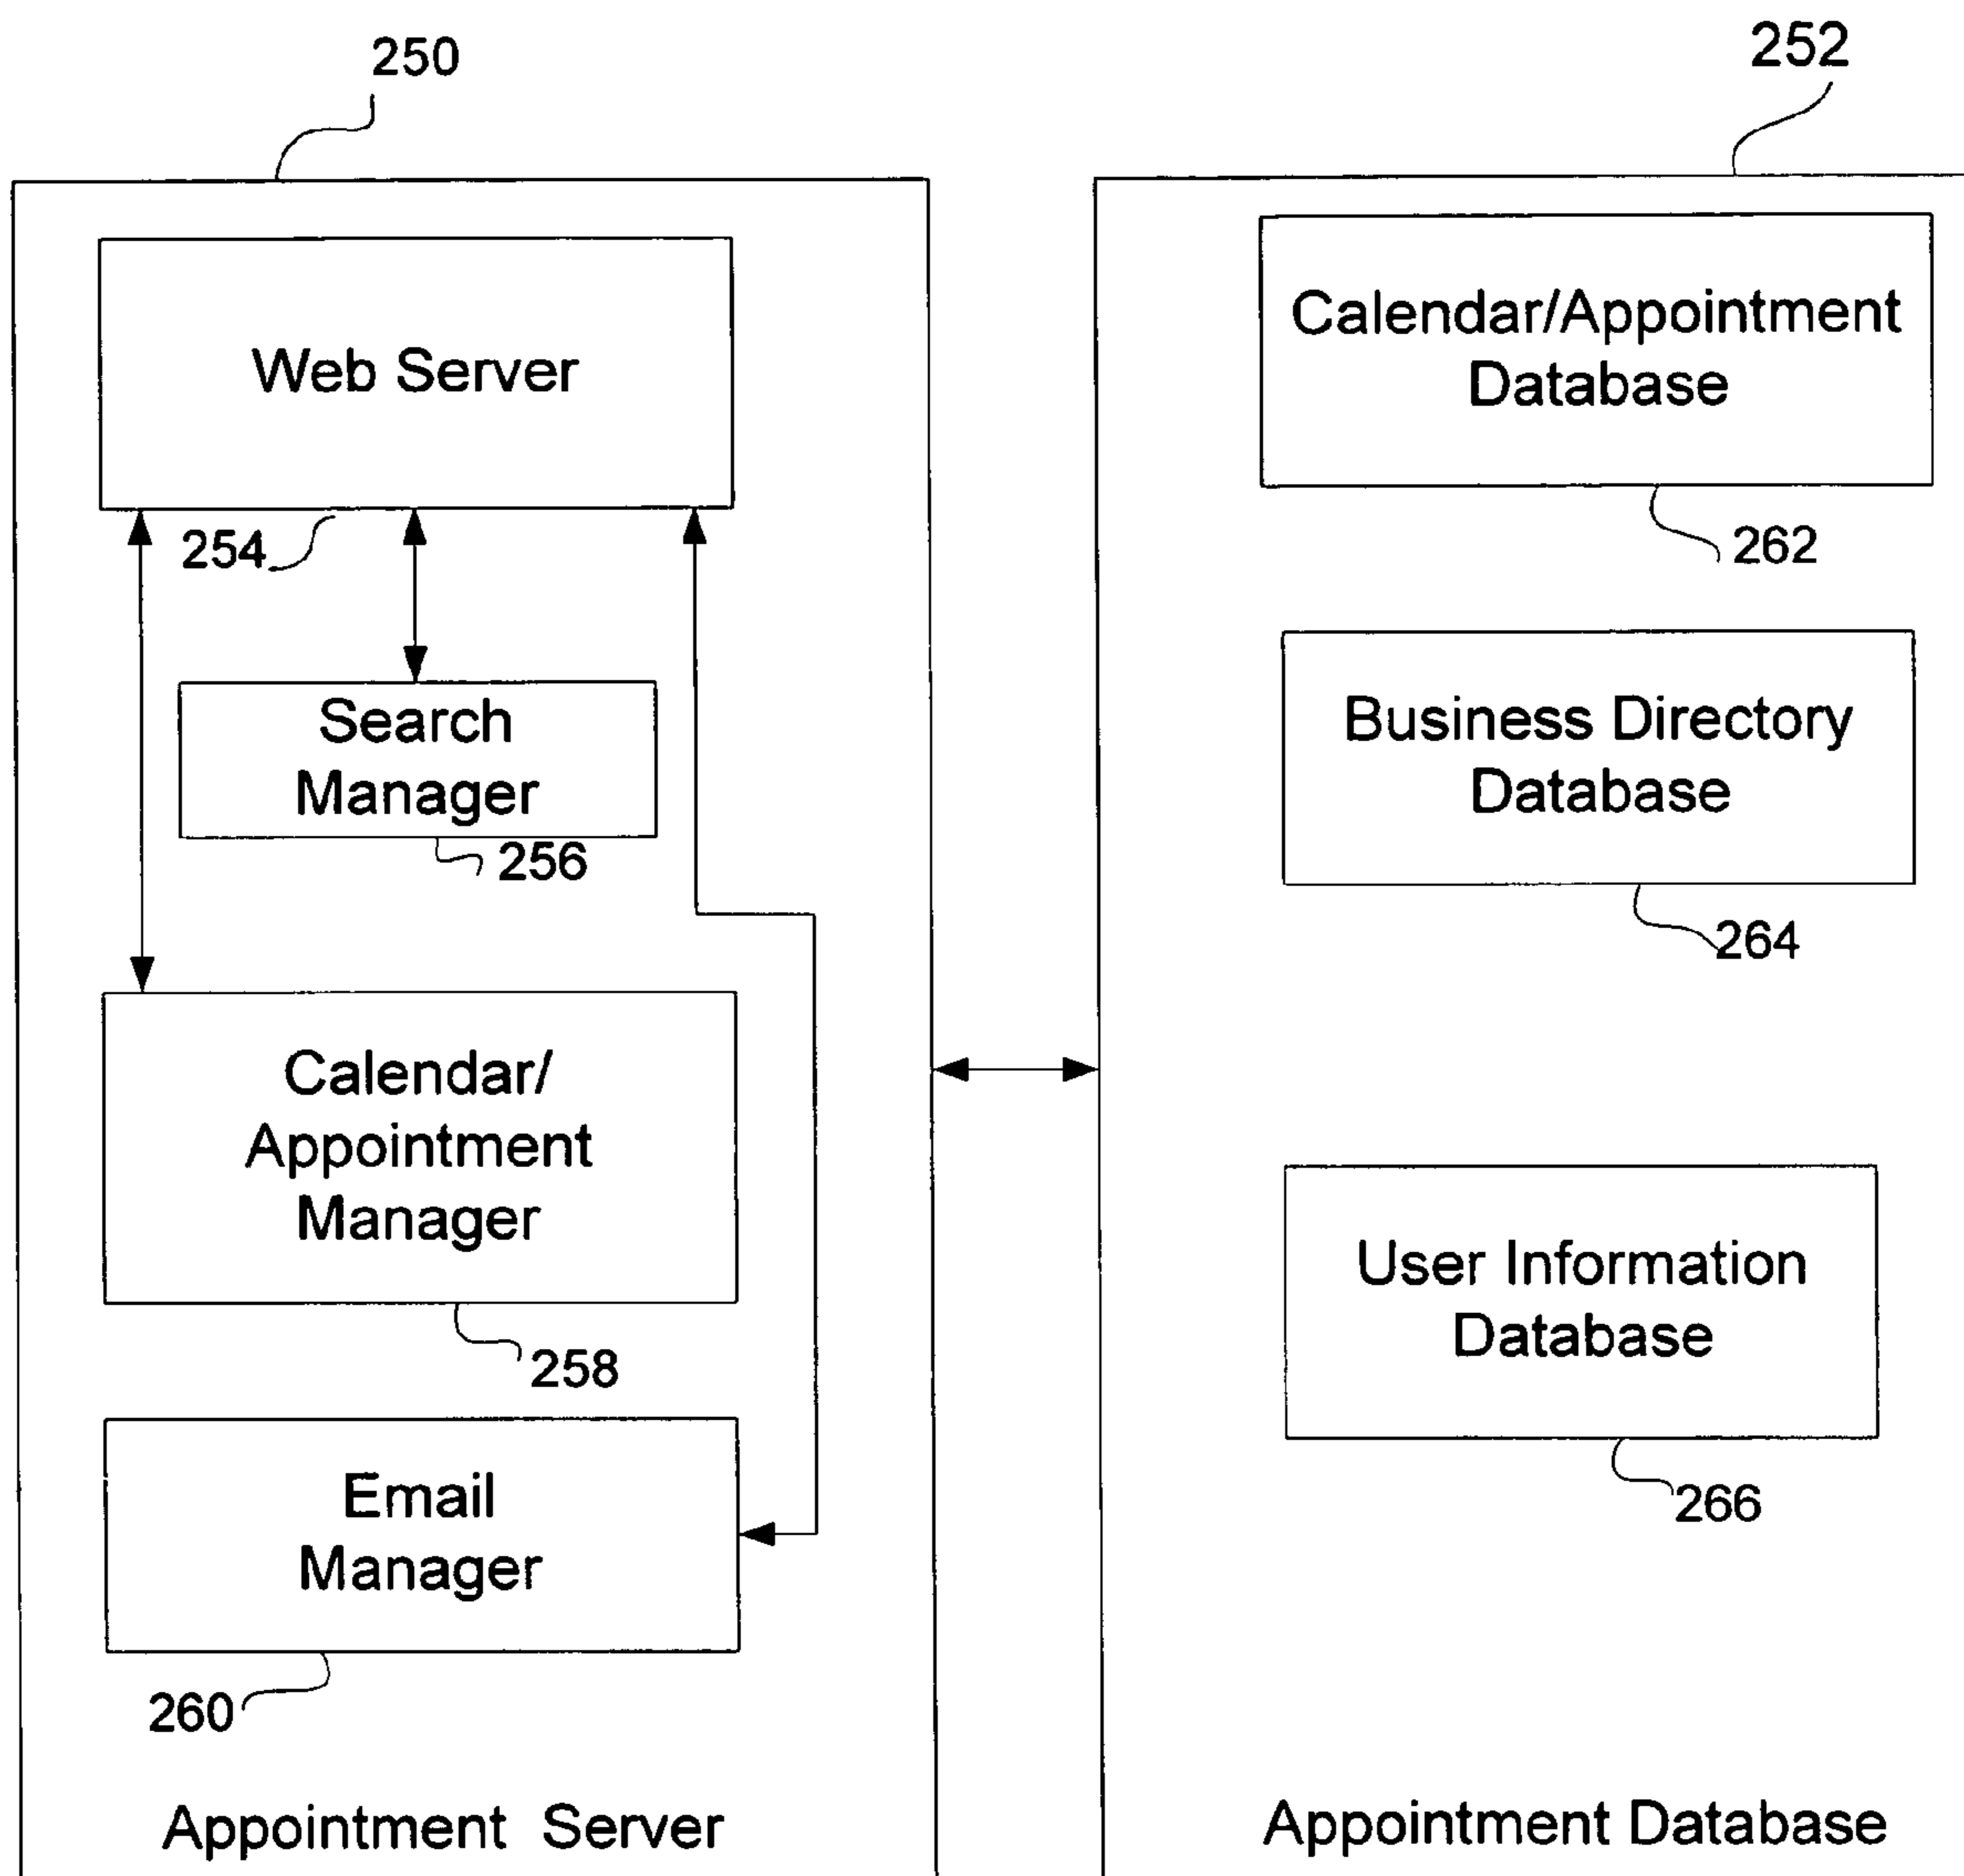 250
252
Web Server
254
Search
Manager
256
Calendar/
Appointment
Manager
258
Email
Manager
260
Appointment Server
Calendar/Appointment
Database
262
Business Directory
Database
264
User Information
Database
266
Appointment Database